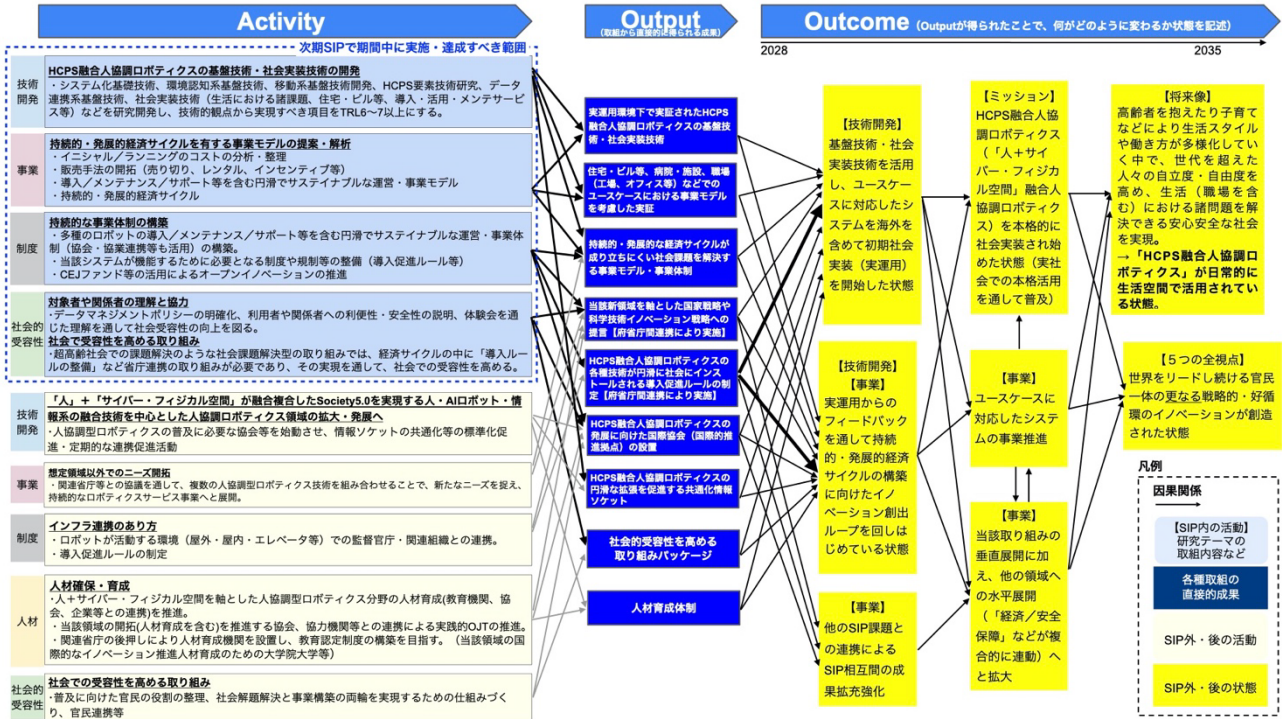 Activity
Output
(取組から直接的に得られる成果)
Outcome (Outputが得られたことで、何がどのように変わるか状態を記述)
2028
2035
次期SIPで期間中に実施・達成すべき範囲
技術
開発
HCPS融合人協調ロボティクスの基盤技術・社会実装技術の開発
・システム化基礎技術、環境認知系基盤技術、移動系基盤技術開発、HCPS要素技術研究、データ
連携系基盤技術、社会実装技術（生活における諸課題、住宅・ビル等、導入・活用・メンテサービ
ス等）などを研究開発し、技術的観点から実現すべき項目をTRL6〜7以上にする。
事業
持続的・発展的経済サイクルを有する事業モデルの提案・解析
・イニシャル／ランニングのコストの分析・整理
・販売手法の開拓（売り切り、レンタル、インセンティブ等）
・導入／メンテナンス／サポート等を含む円滑でサステイナブルな運営・事業モデル
・持続的・発展的経済サイクル
制度
持続的な事業体制の構築
・多種のロボットの導入／メンテナンス／サポート等を含む円滑でサステイナブルな運営・事業体
制（協会・協業連携等も活用）の構築。
・当該システムが機能するために必要となる制度や規制等の整備（導入促進ルール等）
・CEJファンド等の活用によるオープンイノベーションの推進
社会的
受容性
対象者や関係者の理解と協力
・データマネジメントポリシーの明確化、利用者や関係者への利便性・安全性の説明、体験会を通
じた理解を通して社会受容性の向上を図る。
社会で受容性を高める取り組み
・超高齢社会での課題解決のような社会課題解決型の取り組みでは、経済サイクルの中に「導入ルー
ルの整備」など省庁連携の取り組みが必要であり、その実現を通して、社会での受容性を高める。
技術
開発
「人」＋「サイバー・フィジカル空間」が融合複合したSociety5.0を実現する人・AIロボット・情
報系の融合技術を中心とした人協調ロボティクス領域の拡大・発展へ
・人協調型ロボティクスの普及に必要な協会等を始動させ、情報ソケットの共通化等の標準化促
進・定期的な連携促進活動
事業
想定領域以外でのニーズ開拓
・関連省庁等との協議を通して、複数の人協調型ロボティクス技術を組み合わせることで、新たなニーズを捉え、
持続的なロボティクスサービス事業へと展開。
制度
インフラ連携のあり方
・ロボットが活動する環境（屋外・屋内・エレベータ等）での監督官庁・関連組織との連携。
・導入促進ルールの制定
人材
人材確保・育成
・人＋サイバー・フィジカル空間を軸とした人協調型ロボティクス分野の人材育成(教育機関、協
会、企業等との連携)を推進。
・当該領域の開拓(人材育成を含む)を推進する協会、協力機関等との連携による実践的OJTの推進。
・関連省庁の後押しにより人材育成機関を設置し、教育認定制度の構築を目指す。（当該領域の国
際的なイノベーション推進人材育成のための大学院大学等）
社会的
受容性
社会での受容性を高める取り組み
・普及に向けた官民の役割の整理、社会解題解決と事業構築の両輪を実現するための仕組みづく
り、官民連携等
実運用環境下で実証されたHCPS
融合人協調ロボティクスの基盤技
術・社会実装技術
住宅・ビル等、病院・施設、職場
（工場、オフィス等）などでの
ユースケースにおける事業モデル
を考慮した実証
持続的・発展的な経済サイクルが
成り立ちにくい社会課題を解決す
る事業モデル・事業体制
当該新領域を軸とした国家戦略や
科学技術イノベーション戦略への
提言【府省庁間連携により実施】
HCPS融合人協調ロボティクスの
各種技術が円滑に社会にインス
トールされる導入促進ルールの制
定【府省庁間連携により実施】
HCPS融合人協調ロボティクスの
発展に向けた国際協会（国際的推
進拠点）の設置
HCPS融合人協調ロボティクスの
円滑な拡張を促進する共通化情報
ソケット
社会的受容性を高める
取り組みパッケージ
人材育成体制
【技術開発】
基盤技術・社会
実装技術を活用
し、ユースケー
スに対応したシ
ステムを海外を
含めて初期社会
実装（実運用）
を開始した状態
【技術開発】
【事業】
実運用からの
フィードバック
を通して持続
的・発展的経済
サイクルの構築
に向けたイノ
ベーション創出
ループを回しは
じめている状態
【事業】
他のSIP課題と
の連携による
SIP相互間の成
果拡充強化
【ミッション】
HCPS融合人協
調ロボティクス
（「人＋サイ
バー・フィジカ
ル空間」融合人
協調ロボティク
ス）を本格的に
社会実装され始
めた状態（実社
会での本格活用
を通して普及）
【事業】
ユースケースに
対応したシステ
ムの事業推進
【事業】
当該取り組みの
垂直展開に加
え、他の領域へ
の水平展開
（「経済／安全
保障」などが複
合的に連動）へ
と拡大
【将来像】
高齢者を抱えたり子育て
などにより生活スタイル
や働き方が多様化してい
く中で、世代を超えた
人々の自立度・自由度を
高め、生活（職場を含
む）における諸問題を解
決できる安心安全な社会
を実現。
→「HCPS融合人協調ロ
ボティクス」が日常的に
生活空間で活用されてい
る状態。
【５つの全視点】
世界をリードし続ける官民
一体の更なる戦略的・好循
環のイノベーションが創造
された状態
凡例
因果関係
【SIP内の活動】
研究テーマの
取組内容など
各種取組の
直接的成果
SIP外・後の活動
SIP外・後の状態